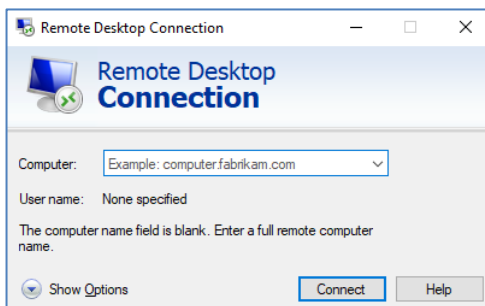 Remote Desktop Connection
Remote Desktop
Connection
Computer: Example: computer.fabrikam.com
User name: None specified
The computer name field is blank. Enter a full remote computer
name.
Show Options Connect Help